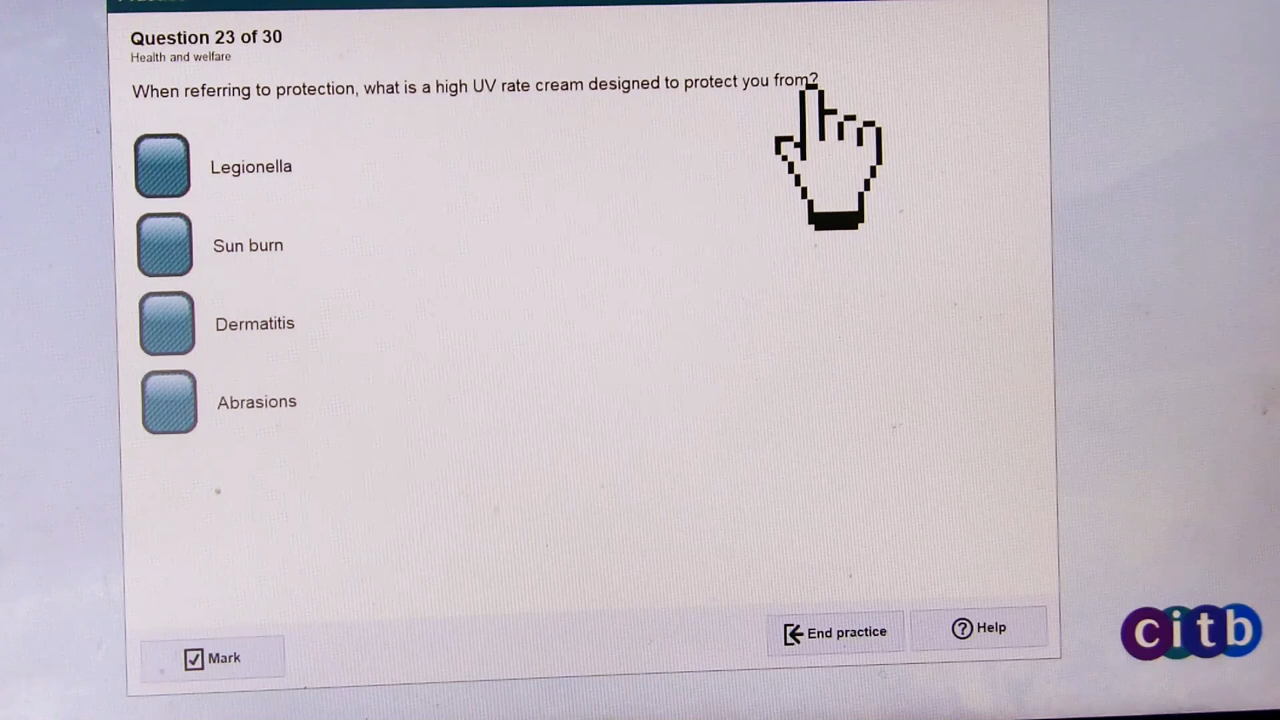 Question 23 of 30
Health and welfare
When referring to protection, what is a high UV rate cream designed to protect you from?
Legionella
Sun burn
Dermatitis
Abrasions
Mark
End practice
? Help
citb